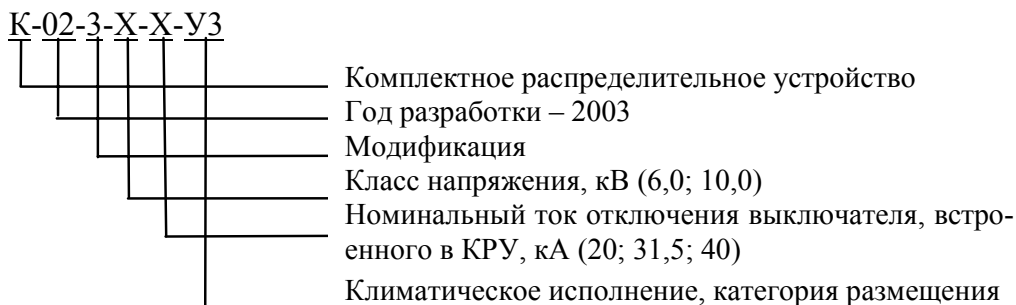 К-02-3-Х-Х-У3
Комплектное распределительное устройство
Год разработки – 2003
Модификация
Класс напряжения, кВ (6,0; 10,0)
Номинальный ток отключения выключателя, встро-
енного в КРУ, кА (20; 31,5; 40)
Климатическое исполнение, категория размещения